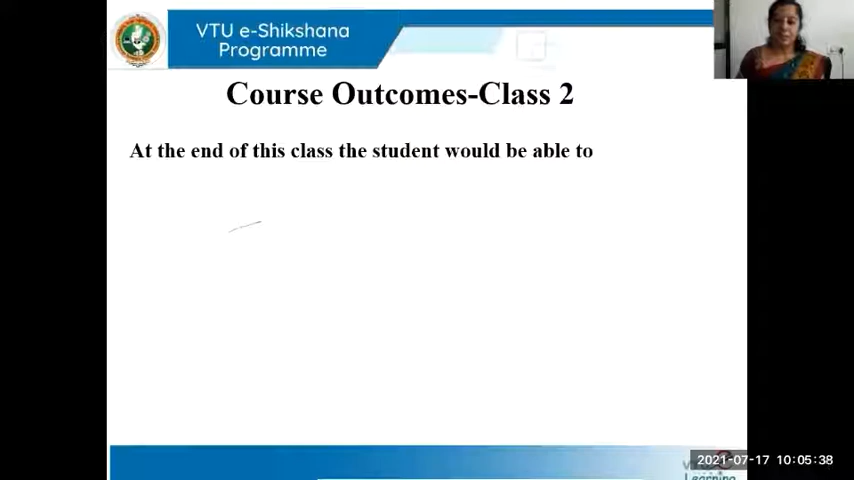 VTU e-Shikshana
Programme
Course Outcomes-Class 2
At the end of this class the student would be able to
2021-07-17 10:05:38
Learning